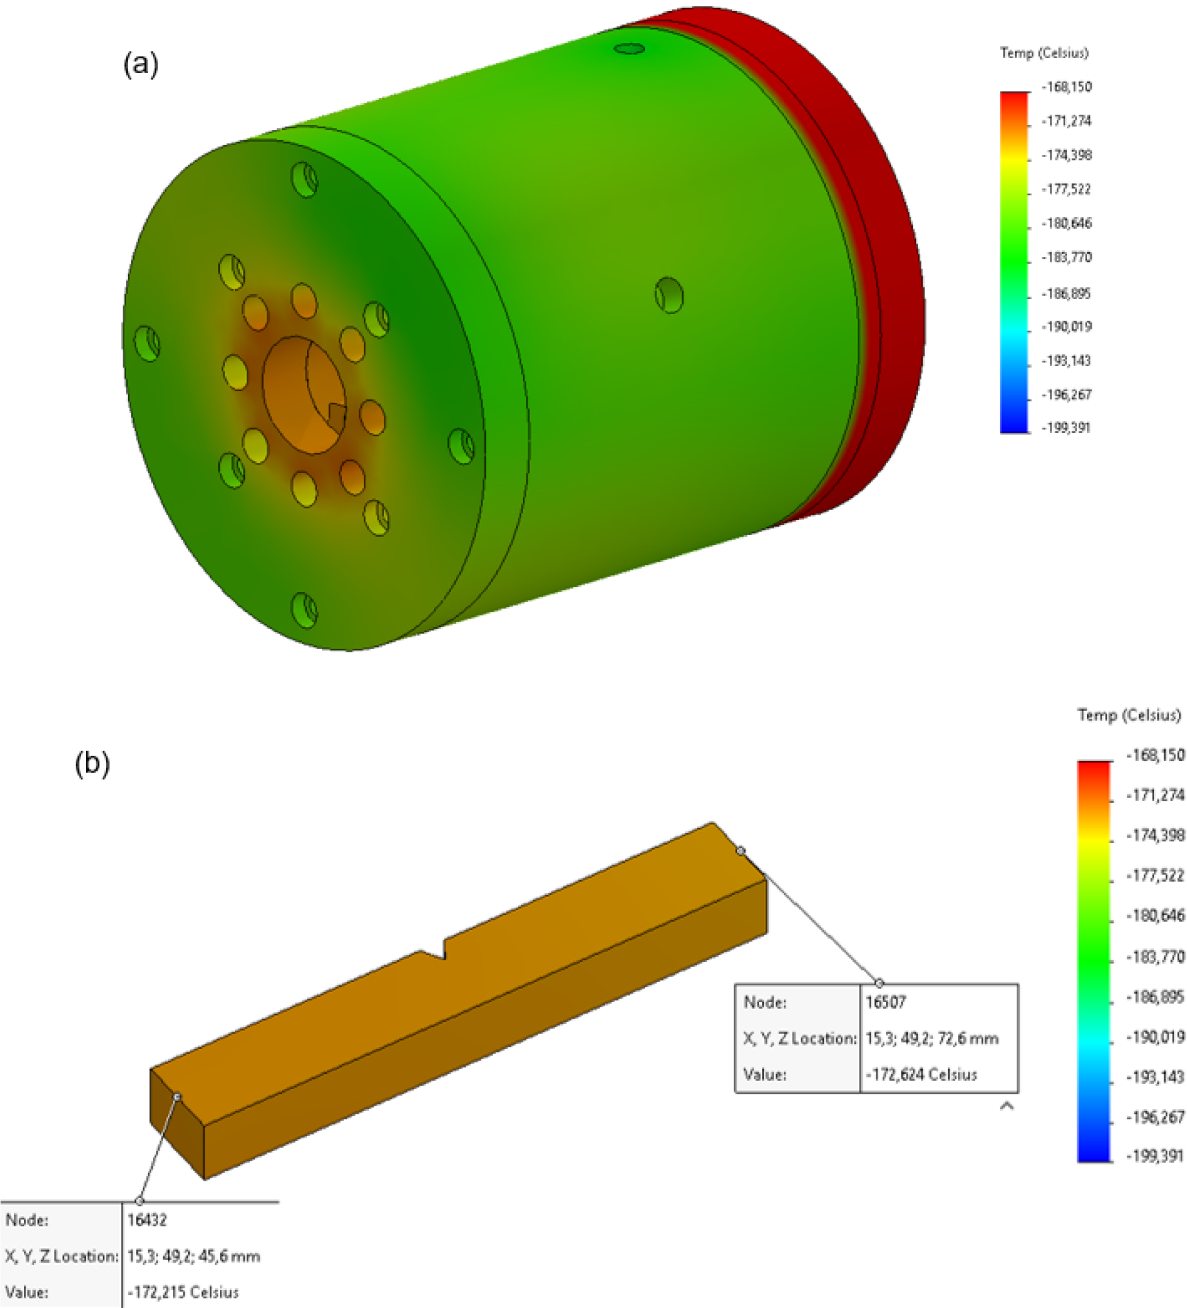 (a)
Temp (Celsius)
-168,150
-171,274
-174,398
-177,522
-180,646
-183,770
-186,895
-190,019
-193,143
-196,267
-199,391
(b)
Temp (Celsius)
-168,150
-171,274
-174,398
-177,522
-180,646
-183,770
-186,895
-190,019
-193,143
-196,267
-199,391
Node: 16507
X, Y, Z Location: 15,3; 49,2; 72,6 mm
Value: -172,624 Celsius
Node: 16432
X, Y, Z Location: 15,3; 49,2; 45,6 mm
Value: -172,215 Celsius